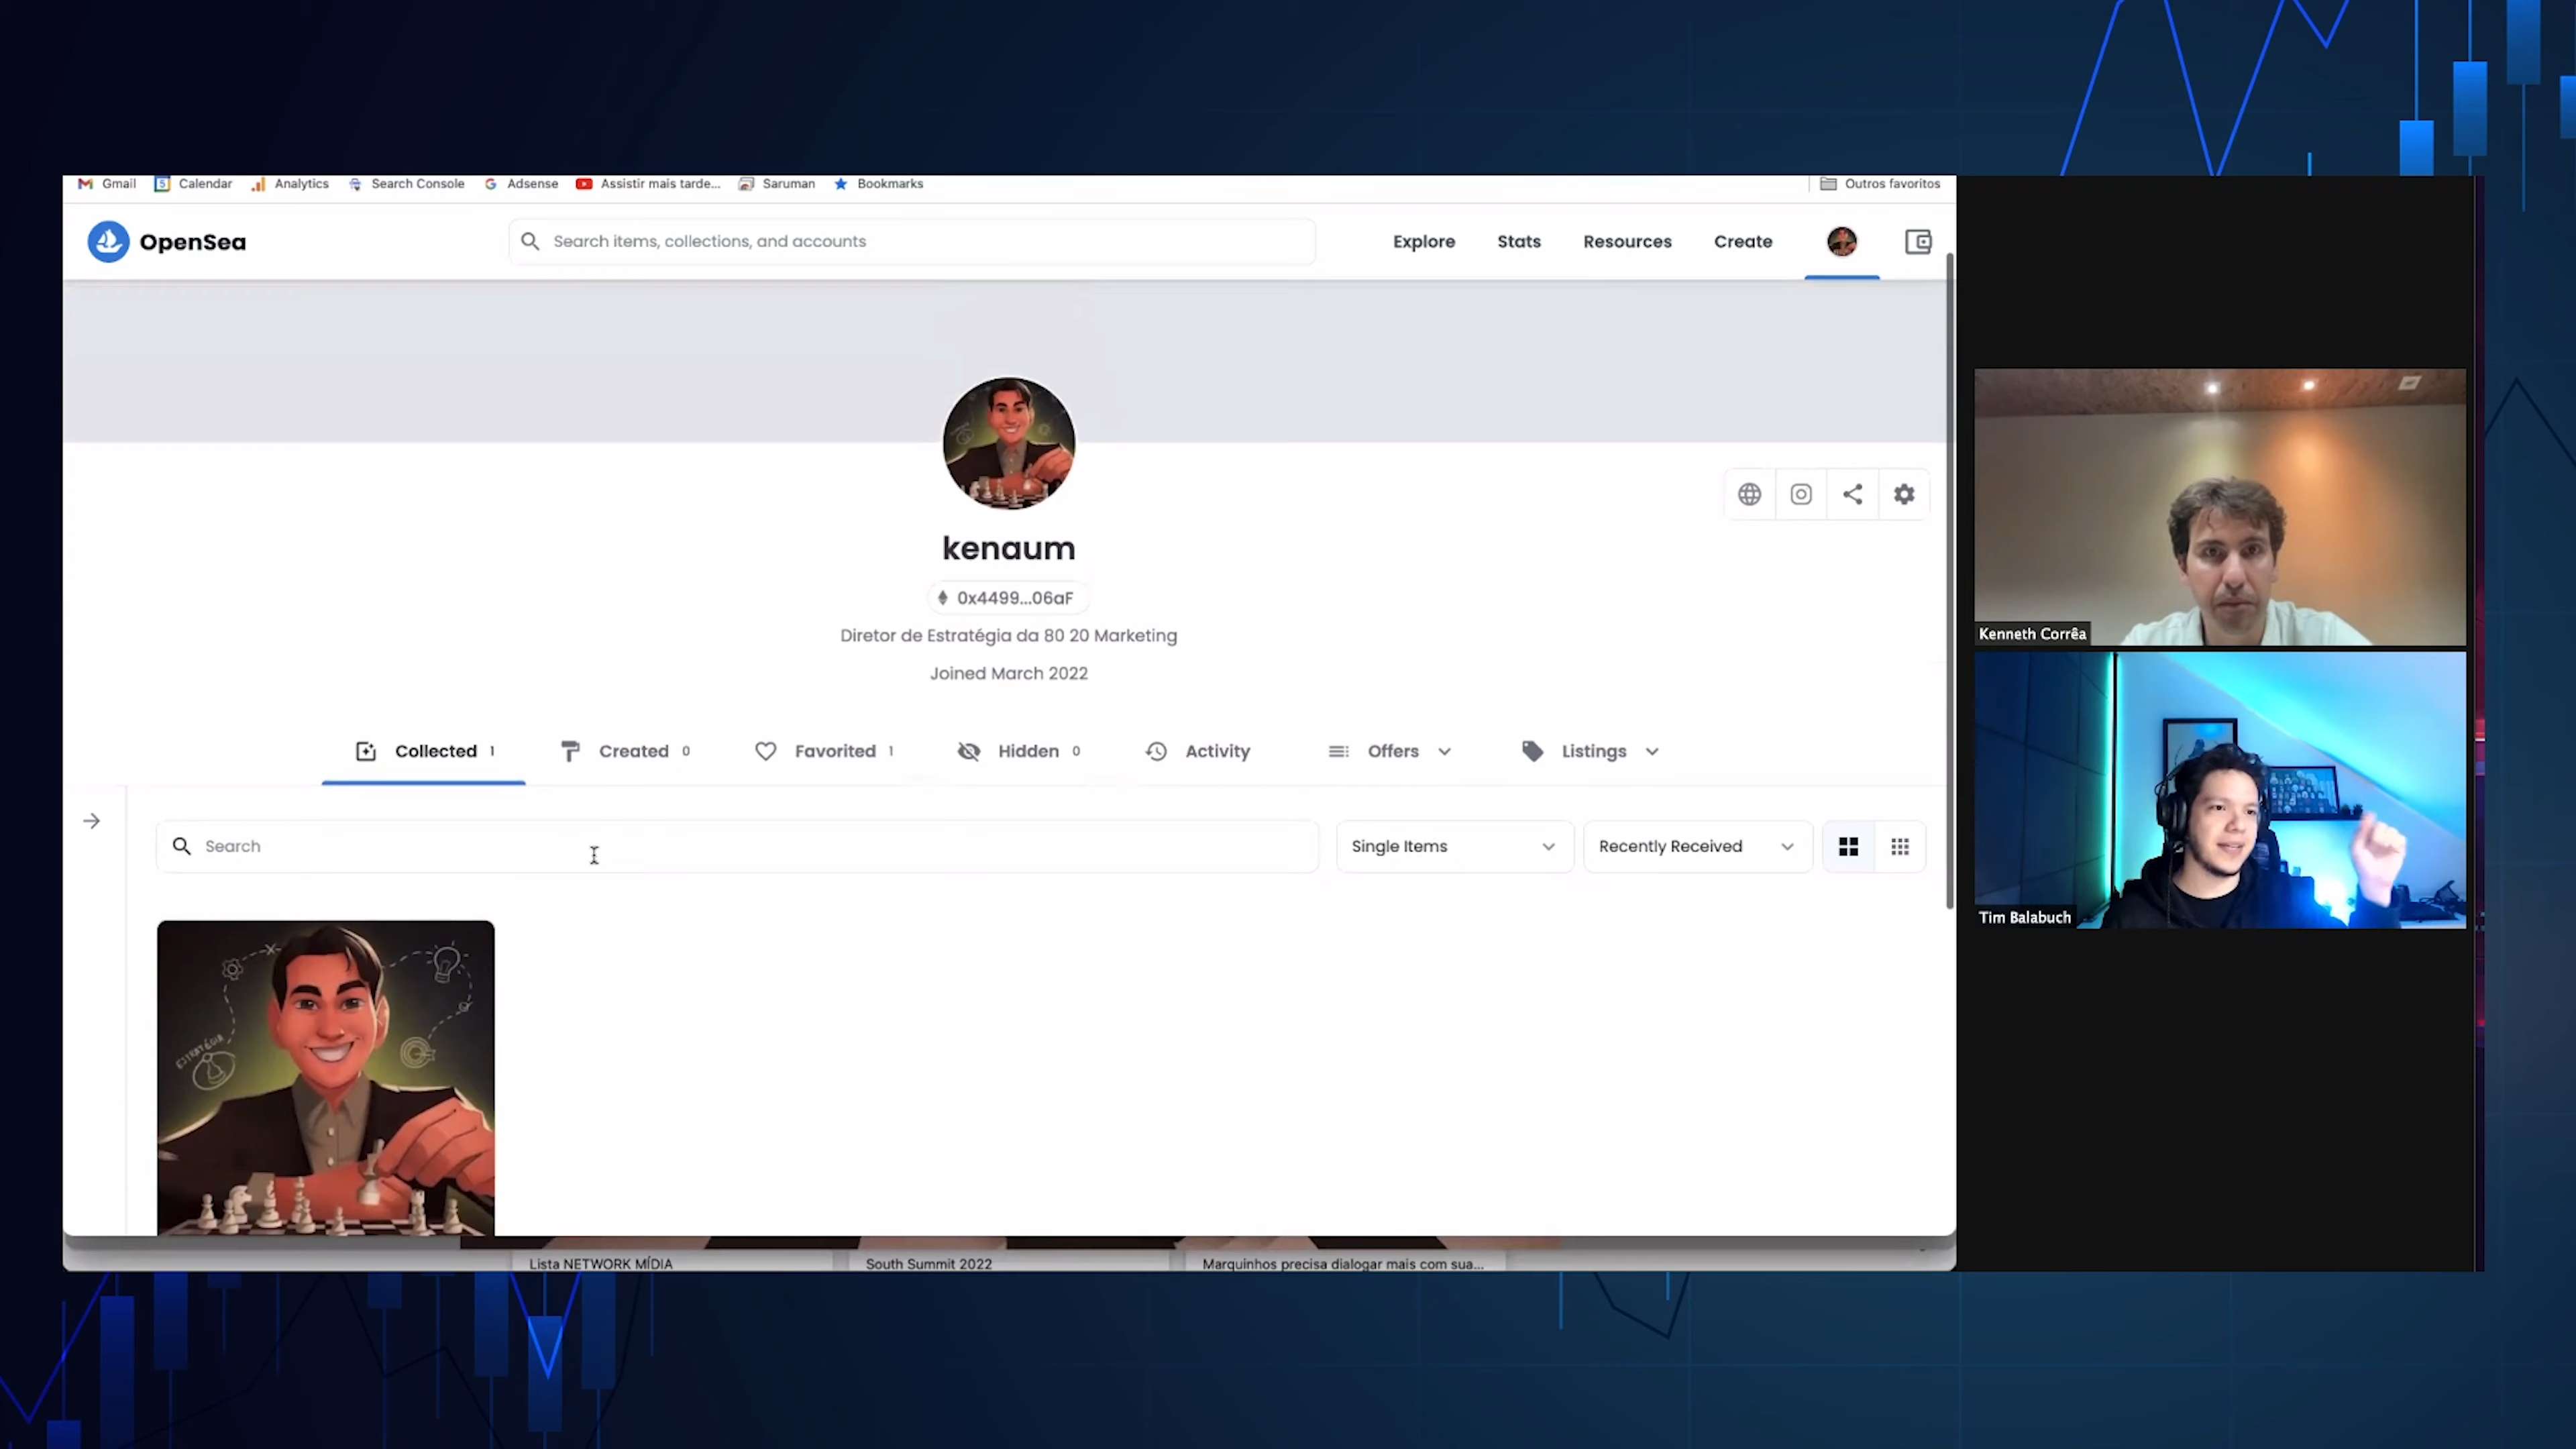 Gmail Calendar Analytics Search Console Adsense Assistir mais tarde... Saruman Bookmarks Outros favoritos
OpenSea Search items, collections, and accounts Explore Stats Resources Create
kenaum
0x4499...06aF
Diretor de Estratégia da 80 20 Marketing
Joined March 2022
Collected 1 Created 0 Favorited 1 Hidden 0 Activity Offers Listings
Search Single Items Recently Received
ESTRATÉGIA
Lista NETWORK MÍDIA South Summit 2022 Marquinhos precisa dialogar mais com sua...
Kenneth Corrêa
Tim Balabuch